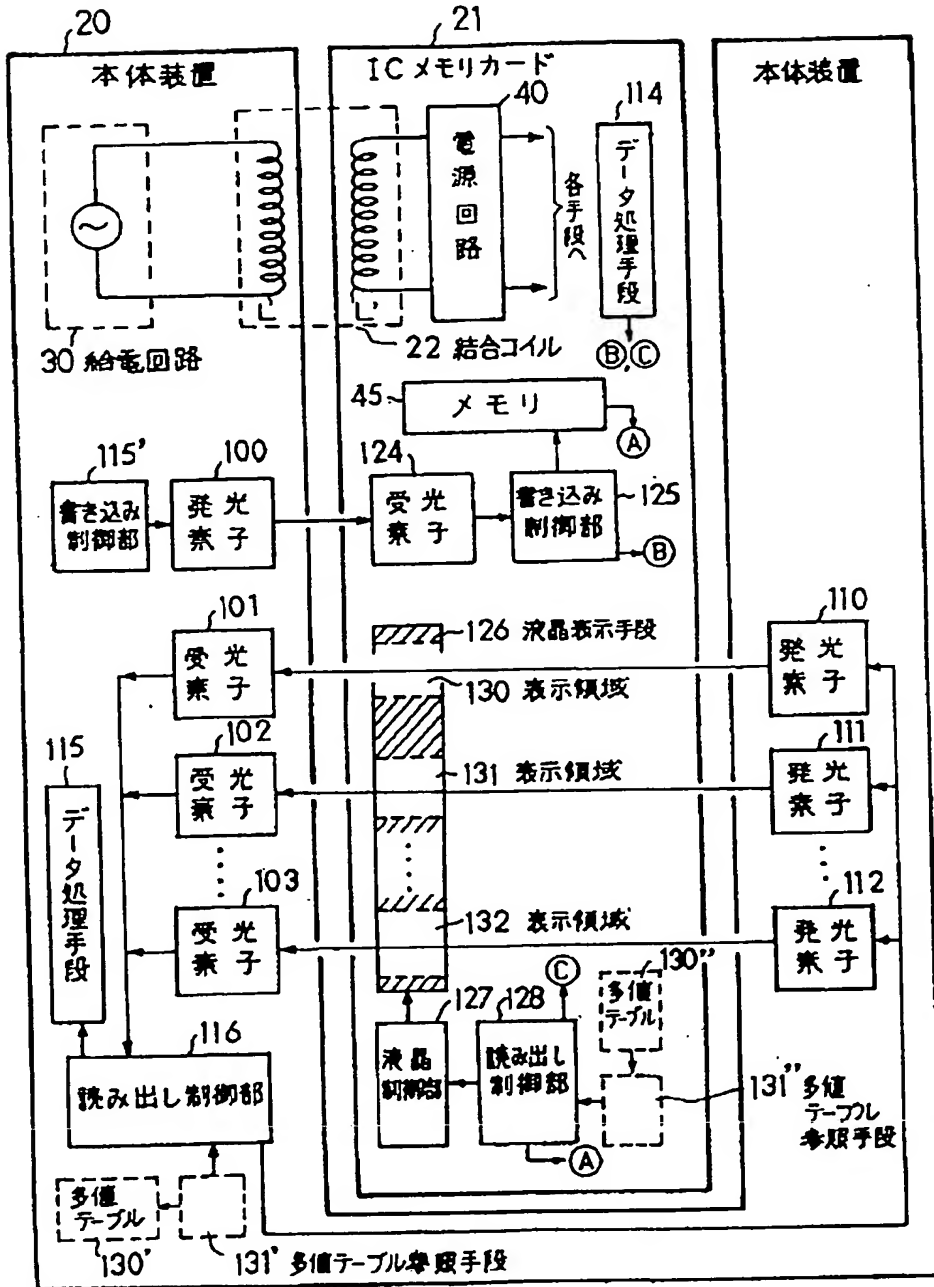 20
21
本体装置
ICメモリカード
本体装置
40
114
電源回路
各手段へ
データ処理手段
30 給電回路
22 結合コイル
Ⓑ,Ⓒ
45
メモリ
Ⓐ
115'
100
124
書き込み
制御部
発光
素子
受光
素子
書き込み
制御部
125
Ⓑ
101
126 液晶表示手段
110
受光
素子
130 表示領域
発光
素子
102
111
115
受光
素子
131 表示領域
発光
素子
データ処理手段
103
112
受光
素子
132 表示領域
発光
素子
Ⓒ
130''
116
127
128
多値
テーブル
読み出し制御部
液晶
制御部
読み出し
制御部
131'' 多値
テーブル
参照手段
Ⓐ
多値
テーブル
130'
131' 多値テーブル参照手段